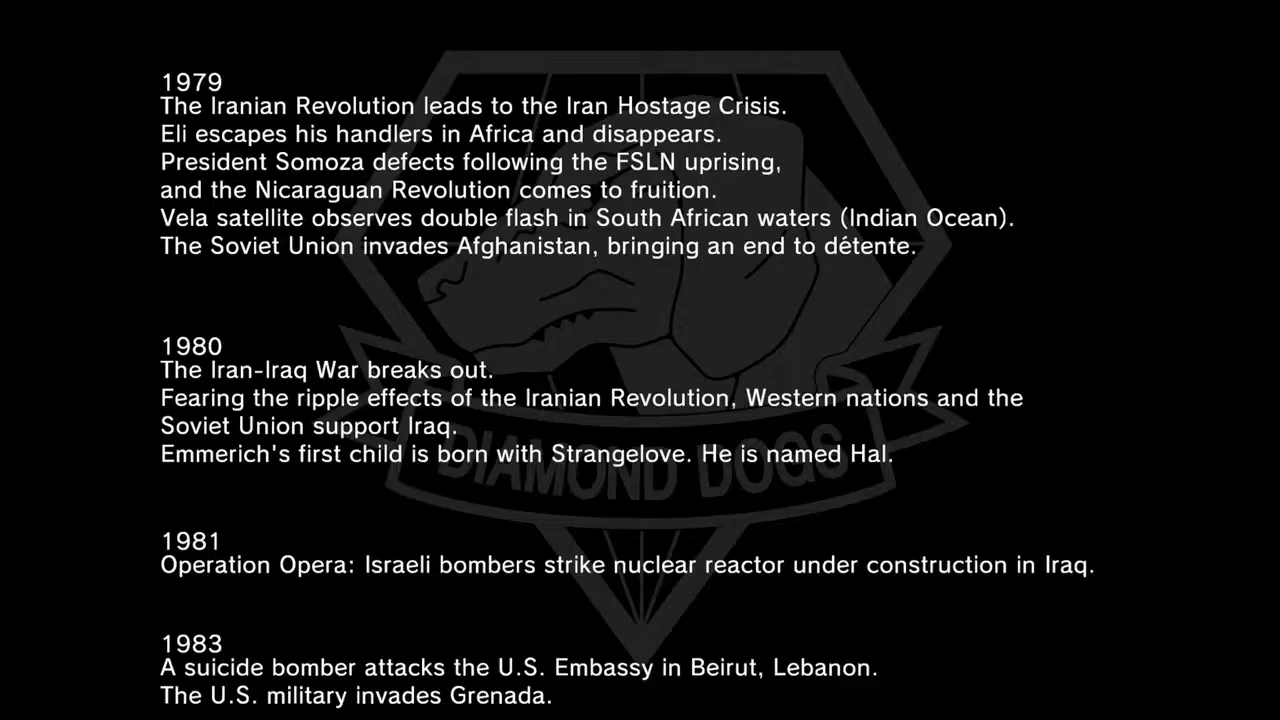 1979
The Iranian Revolution leads to the Iran Hostage Crisis.
Eli escapes his handlers in Africa and disappears.
President Somoza defects following the FSLN uprising,
and the Nicaraguan Revolution comes to fruition.
Vela satellite observes double flash in South African waters (Indian Ocean).
The Soviet Union invades Afghanistan, bringing an end to détente.
1980
The Iran-Iraq War breaks out.
Fearing the ripple effects of the Iranian Revolution, Western nations and the
Soviet Union support Iraq.
Emmerich's first child is born with Strangelove. He is named Hal.
DIAMOND DOGS
1981
Operation Opera: Israeli bombers strike nuclear reactor under construction in Iraq.
1983
A suicide bomber attacks the U.S. Embassy in Beirut, Lebanon.
The U.S. military invades Grenada.